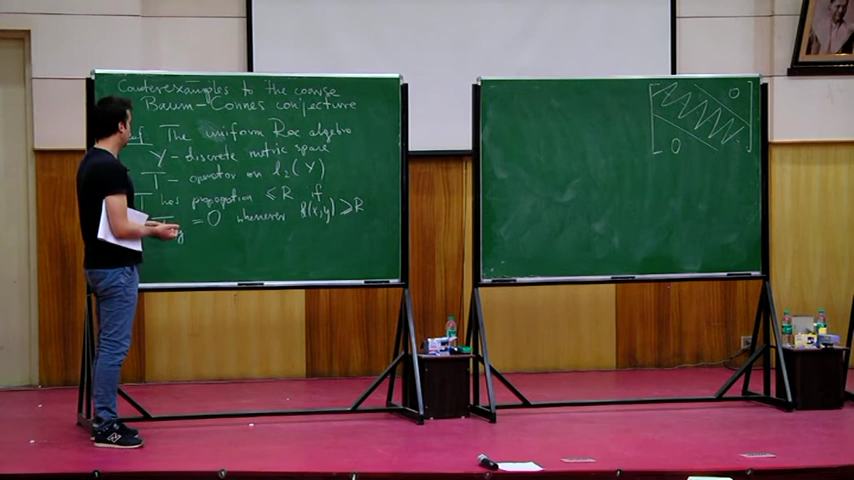 Counterexamples to the coarse
Baum-Connes conjecture
ef. The uniform Roe algebra
Y - discrete metric space
T - operator on l₂(Y)
T has propagation ≤ R if
= 0 whenever (x,y) ≥ R
0
0